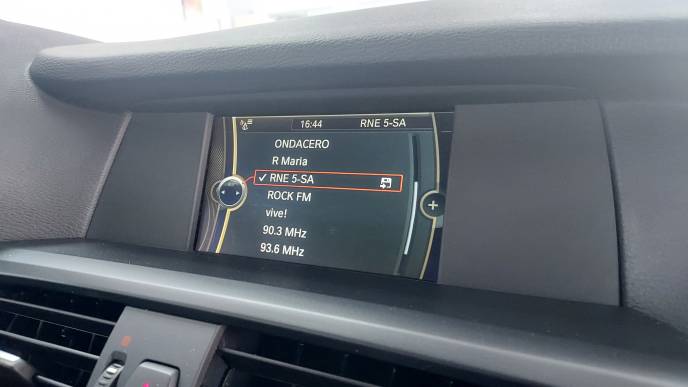 16:44 RNE 5-SA
ONDACERO
R Maria
✓ RNE 5-SA
ROCK FM
vive!
90.3 MHz
93.6 MHz
+